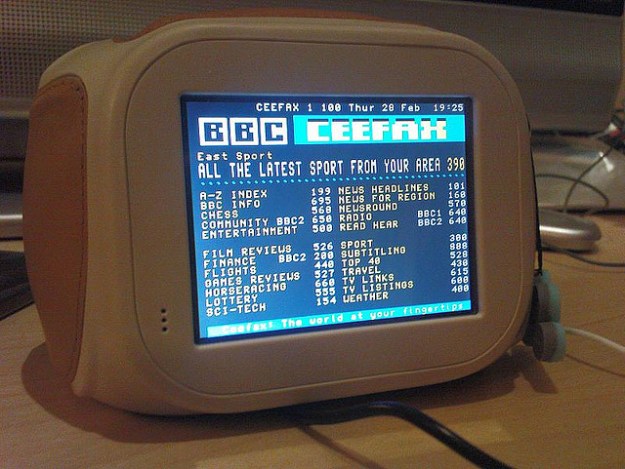 CEEFAX 1 100 Thur 28 Feb 19:25
BBC CEEFAX
East Sport
ALL THE LATEST SPORT FROM YOUR AREA 390
A-Z INDEX 199 NEWS HEADLINES 101
BBC INFO 695 NEWS FOR REGION 160
CHESS 560 NEWSROUND 570
COMMUNITY BBC2 650 RADIO BBC1 640
ENTERTAINMENT 500 READ HEAR BBC2 640
FILM REVIEWS 526 SPORT 300
FINANCE BBC2 200 SUBTITLING 888
FLIGHTS 440 TOP 40 528
GAMES REVIEWS 527 TRAVEL 430
HORSERACING 660 TV LINKS 615
LOTTERY 555 TV LISTINGS 600
SCI-TECH 154 WEATHER 400
Ceefax: The world at your fingertips